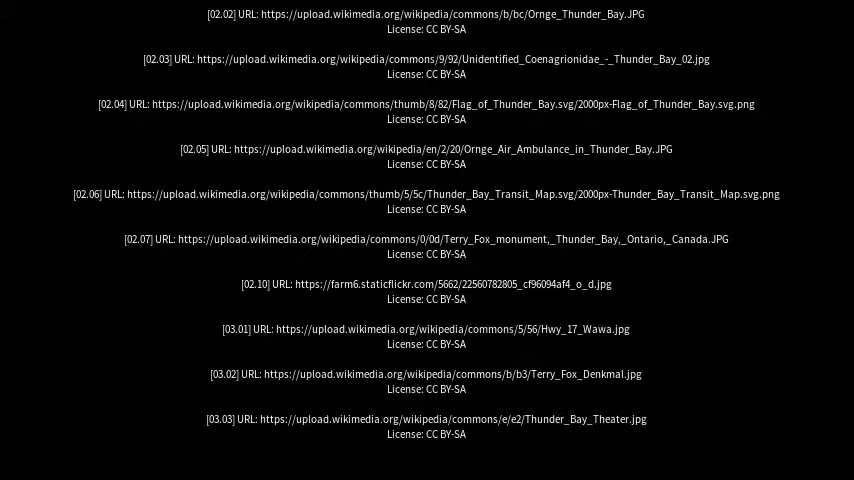 [02.02] URL: https://upload.wikimedia.org/wikipedia/commons/b/bc/Ornge_Thunder_Bay.JPG
License: CC BY-SA
[02.03] URL: https://upload.wikimedia.org/wikipedia/commons/9/92/Unidentified_Coenagrionidae_-_Thunder_Bay_02.jpg
License: CC BY-SA
[02.04] URL: https://upload.wikimedia.org/wikipedia/commons/thumb/8/82/Flag_of_Thunder_Bay.svg/2000px-Flag_of_Thunder_Bay.svg.png
License: CC BY-SA
[02.05] URL: https://upload.wikimedia.org/wikipedia/en/2/20/Ornge_Air_Ambulance_in_Thunder_Bay.JPG
License: CC BY-SA
[02.06] URL: https://upload.wikimedia.org/wikipedia/commons/thumb/5/5c/Thunder_Bay_Transit_Map.svg/2000px-Thunder_Bay_Transit_Map.svg.png
License: CC BY-SA
[02.07] URL: https://upload.wikimedia.org/wikipedia/commons/0/0d/Terry_Fox_monument,_Thunder_Bay,_Ontario,_Canada.JPG
License: CC BY-SA
[02.10] URL: https://farm6.staticflickr.com/5662/22560782805_cf96094af4_o_d.jpg
License: CC BY-SA
[03.01] URL: https://upload.wikimedia.org/wikipedia/commons/5/56/Hwy_17_Wawa.jpg
License: CC BY-SA
[03.02] URL: https://upload.wikimedia.org/wikipedia/commons/b/b3/Terry_Fox_Denkmal.jpg
License: CC BY-SA
[03.03] URL: https://upload.wikimedia.org/wikipedia/commons/e/e2/Thunder_Bay_Theater.jpg
License: CC BY-SA